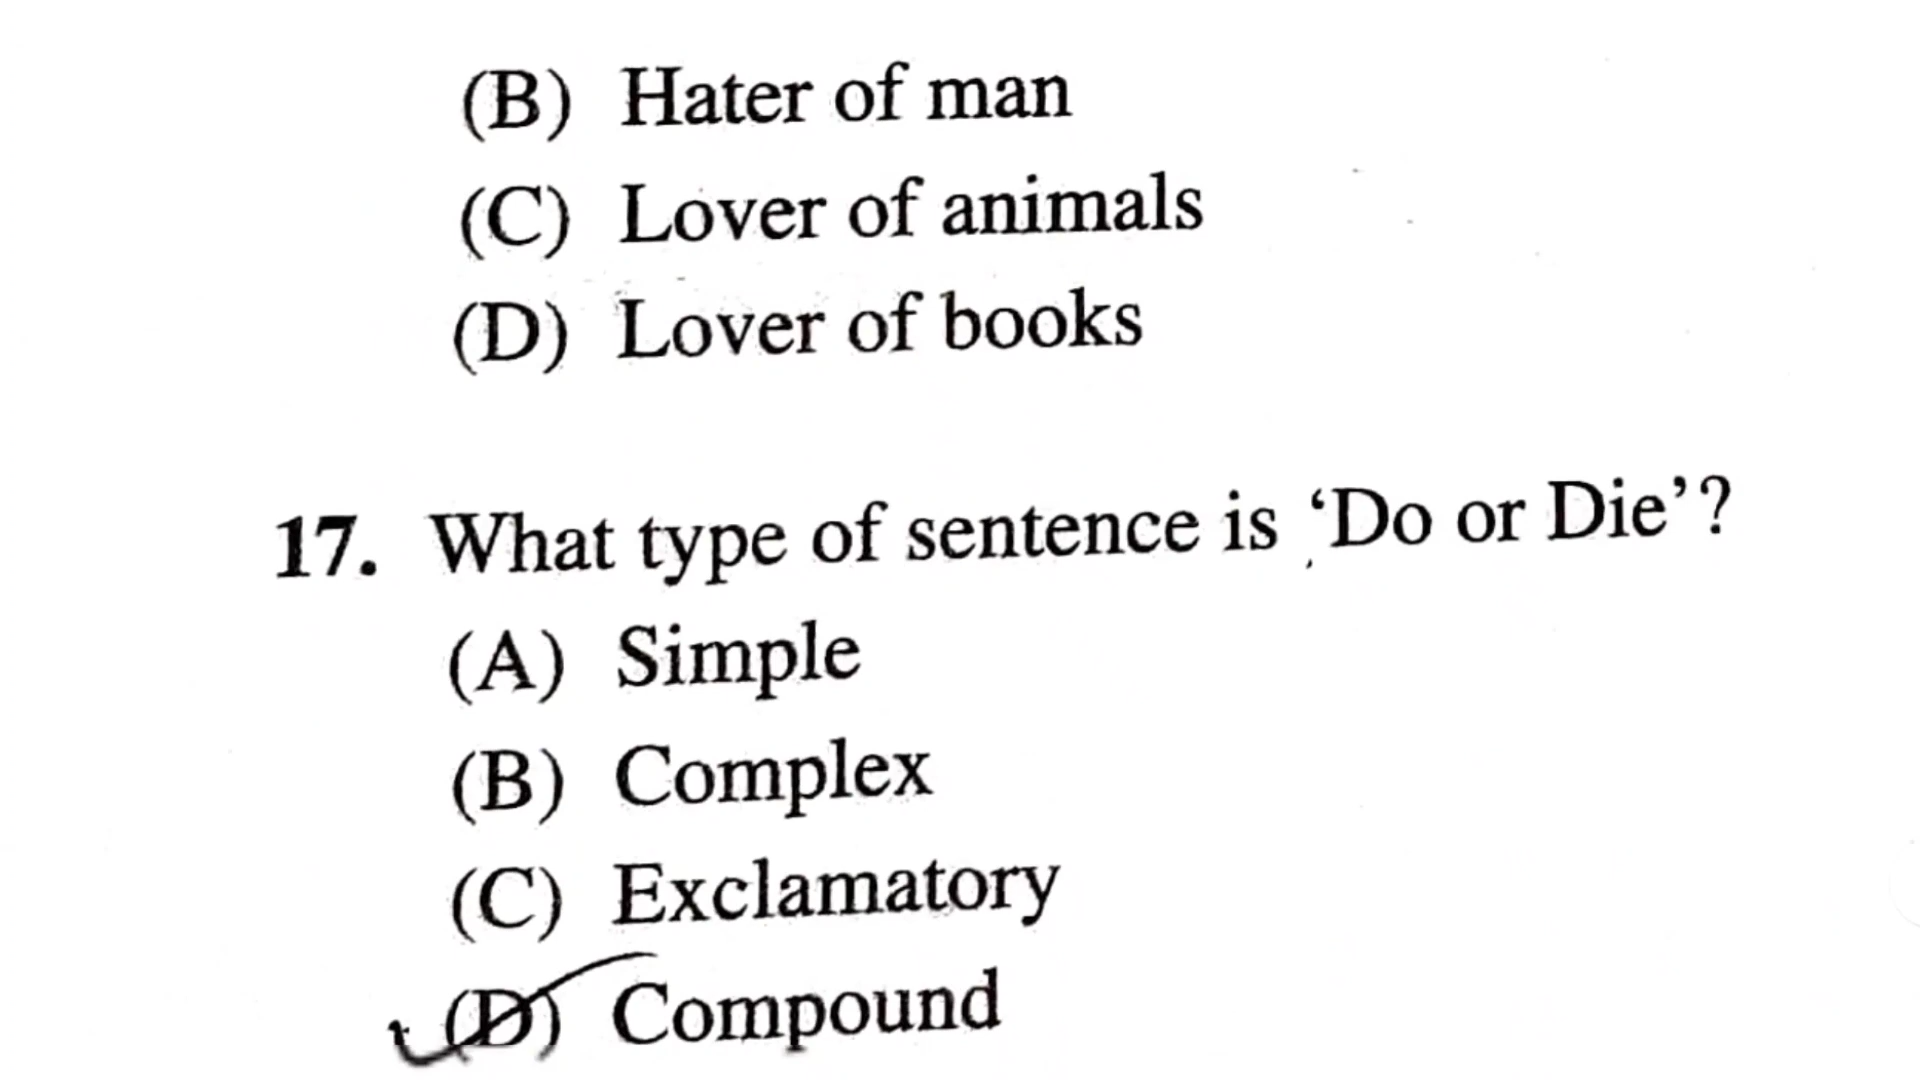 (B) Hater of man
(C) Lover of animals
(D) Lover of books
17. What type of sentence is ‘Do or Die’?
(A) Simple
(B) Complex
(C) Exclamatory
(D) Compound